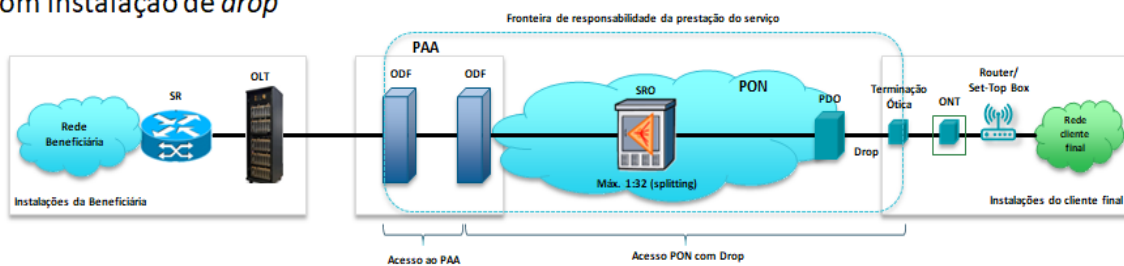 om instalação de drop
Fronteira de responsabilidade da prestação do serviço
PAA
OLT
SR
Rede
Beneficiária
Instalações da Beneficiária
ODF
ODF
SRO
PON
PDO
Máx. 1:32 (splitting)
Drop
Terminação
Ótica
ONT
Router/
Set-Top Box
Rede
cliente
final
Instalações do cliente final
Acesso ao PAA
Acesso PON com Drop